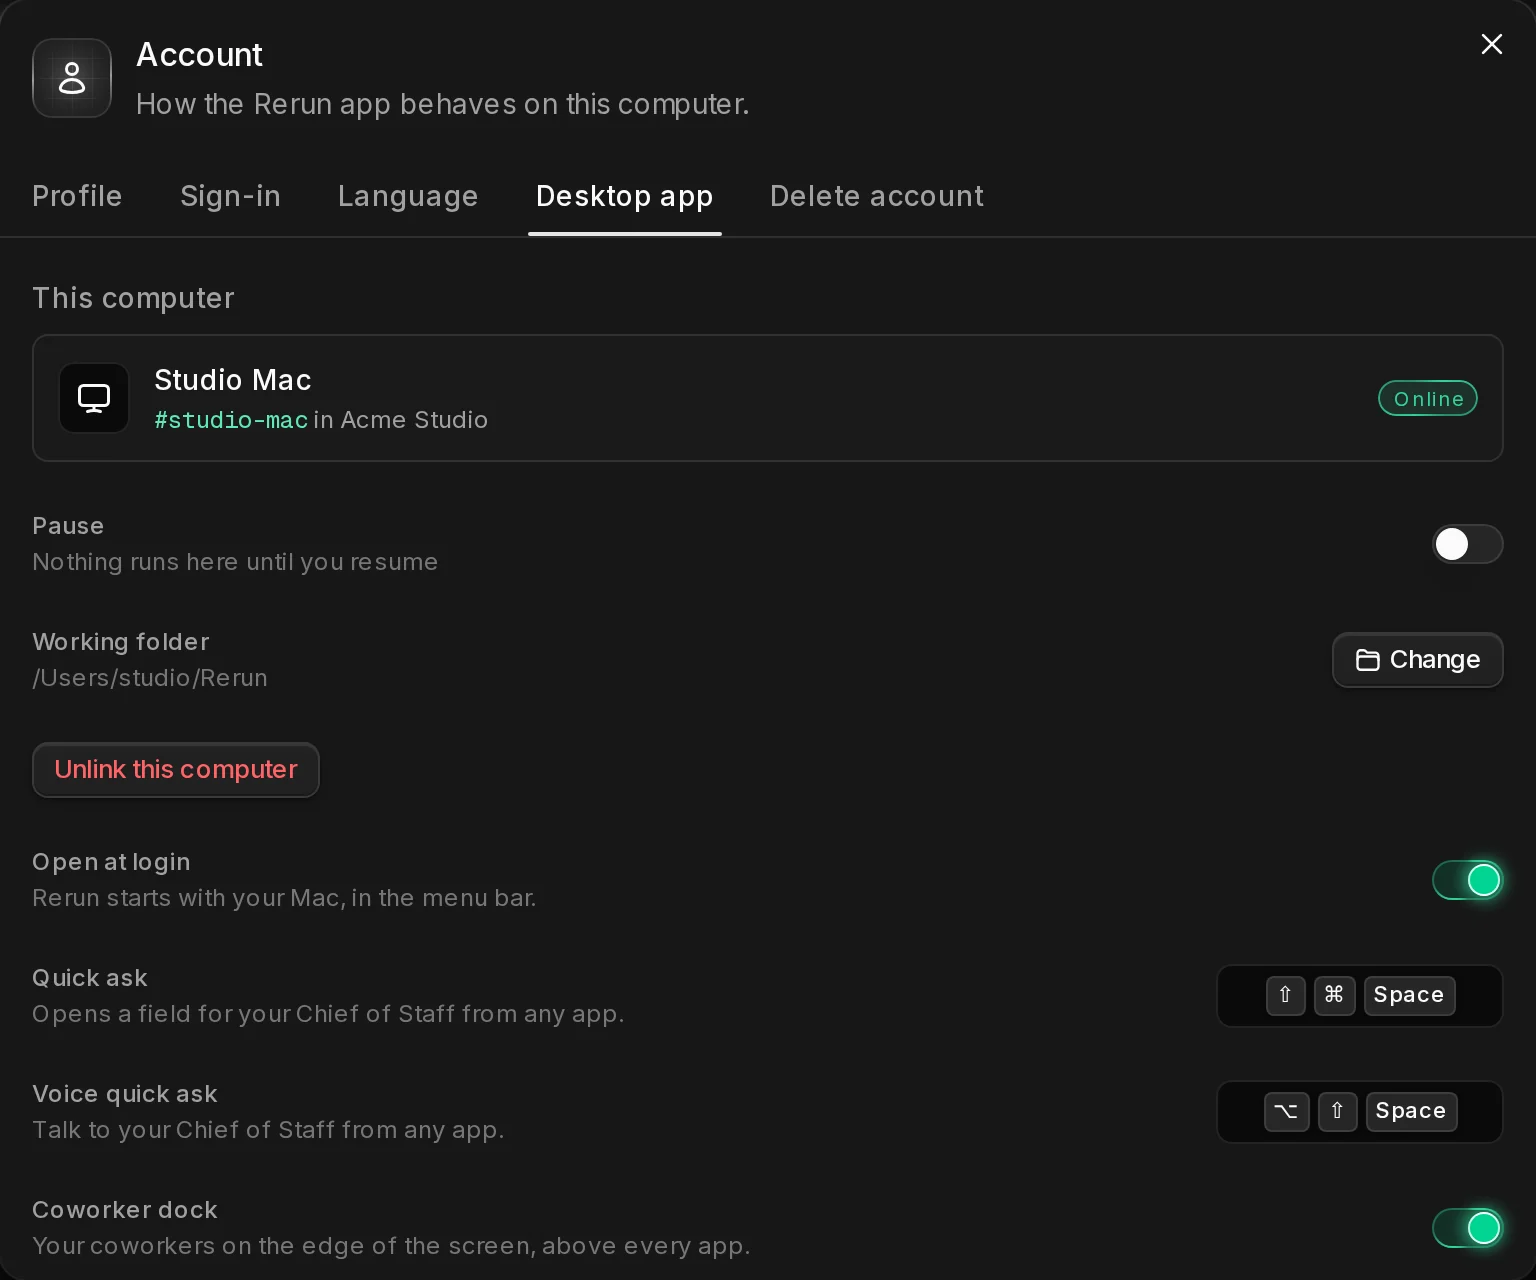 Account
How the Rerun app behaves on this computer.
Profile Sign-in Language Desktop app Delete account
This computer
Studio Mac
#studio-mac in Acme Studio
Online
Pause
Nothing runs here until you resume
Working folder
/Users/studio/Rerun
Change
Unlink this computer
Open at login
Rerun starts with your Mac, in the menu bar.
Quick ask
Opens a field for your Chief of Staff from any app.
⇧ ⌘ Space
Voice quick ask
Talk to your Chief of Staff from any app.
⌥ ⇧ Space
Coworker dock
Your coworkers on the edge of the screen, above every app.